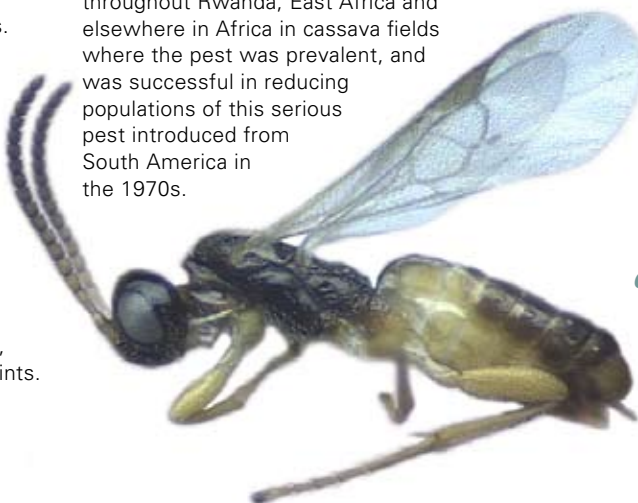 throughout Rwanda, East Africa and
elsewhere in Africa in cassava fields
where the pest was prevalent, and
was successful in reducing
populations of this serious
pest introduced from
South America in
the 1970s.